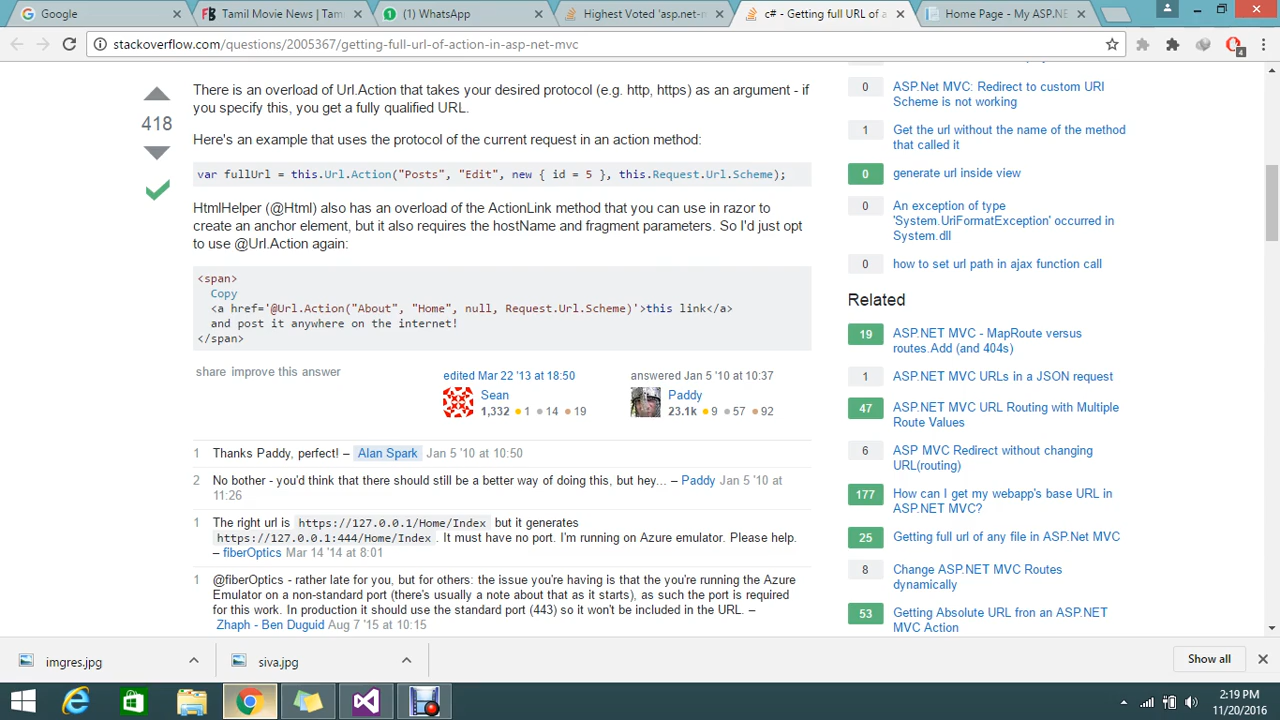 Google
Tamil Movie News | Tam
(1) WhatsApp
Highest Voted 'asp.net-m
c# - Getting full URL of a
Home Page - My ASP.NE
stackoverflow.com/questions/2005367/getting-full-url-of-action-in-asp-net-mvc
4
There is an overload of Url.Action that takes your desired protocol (e.g. http, https) as an argument - if
you specify this, you get a fully qualified URL.
418
Here's an example that uses the protocol of the current request in an action method:
var fullUrl = this.Url.Action("Posts", "Edit", new { id = 5 }, this.Request.Url.Scheme);
HtmlHelper (@Html) also has an overload of the ActionLink method that you can use in razor to
create an anchor element, but it also requires the hostName and fragment parameters. So I'd just opt
to use @Url.Action again:
<span>
Copy
<a href='@Url.Action("About", "Home", null, Request.Url.Scheme)'>this link</a>
and post it anywhere on the internet!
</span>
share improve this answer
edited Mar 22 '13 at 18:50
Sean
1,332 1 14 19
answered Jan 5 '10 at 10:37
Paddy
23.1k 9 57 92
1 Thanks Paddy, perfect! – Alan Spark Jan 5 '10 at 10:50
2 No bother - you'd think that there should still be a better way of doing this, but hey... – Paddy Jan 5 '10 at
11:26
1 The right url is https://127.0.0.1/Home/Index but it generates
https://127.0.0.1:444/Home/Index . It must have no port. I'm running on Azure emulator. Please help.
– fiberOptics Mar 14 '14 at 8:01
1 @fiberOptics - rather late for you, but for others: the issue you're having is that the you're running the Azure
Emulator on a non-standard port (there's usually a note about that as it starts), as such the port is required
for this work. In production it should use the standard port (443) so it won't be included in the URL. –
Zhaph - Ben Duguid Aug 7 '15 at 10:15
0 ASP.Net MVC: Redirect to custom URI
Scheme is not working
1 Get the url without the name of the method
that called it
0 generate url inside view
0 An exception of type
'System.UriFormatException' occurred in
System.dll
0 how to set url path in ajax function call
Related
19 ASP.NET MVC - MapRoute versus
routes.Add (and 404s)
1 ASP.NET MVC URLs in a JSON request
47 ASP.NET MVC URL Routing with Multiple
Route Values
6 ASP MVC Redirect without changing
URL(routing)
177 How can I get my webapp's base URL in
ASP.NET MVC?
25 Getting full url of any file in ASP.Net MVC
8 Change ASP.NET MVC Routes
dynamically
53 Getting Absolute URL fron an ASP.NET
MVC Action
imgres.jpg
siva.jpg
Show all
2:19 PM
11/20/2016